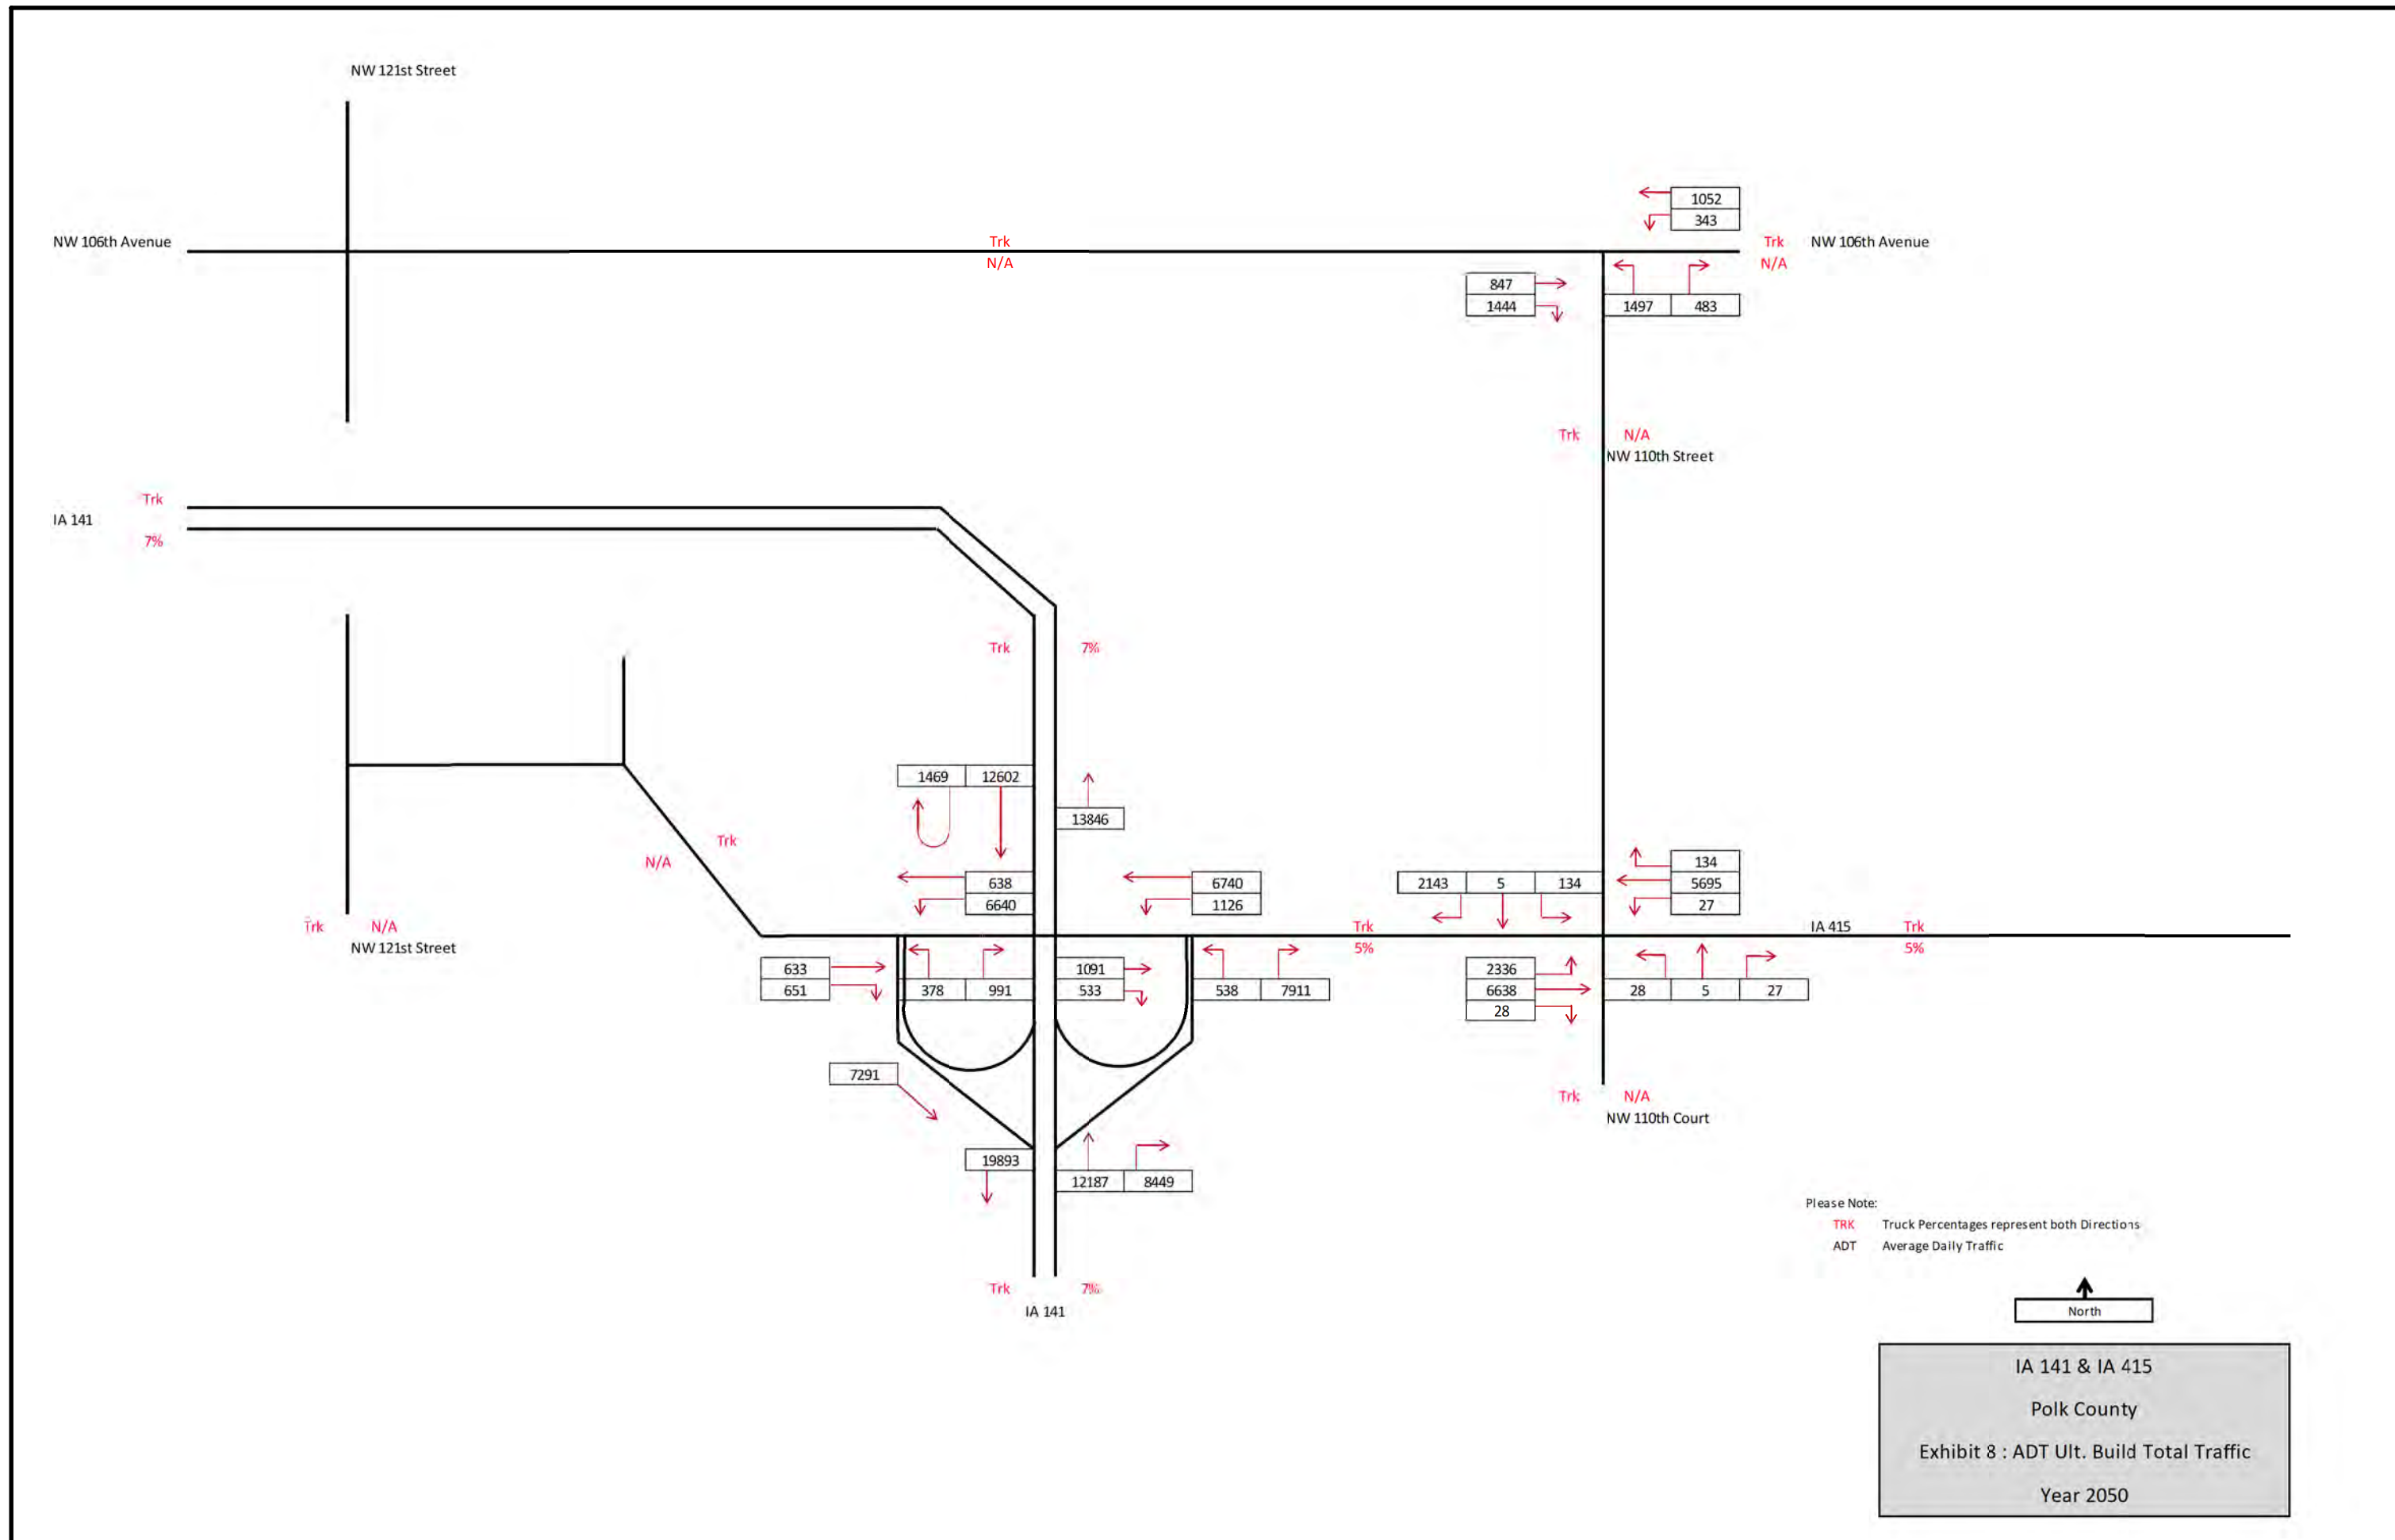 NW 121st Street
1052
343
NW 106th Avenue
Trk
N/A
Trk
N/A
NW 106th Avenue
847
1444
1497 483
Trk N/A
NW 110th Street
Trk
IA 141
7%
Trk 7%
1469 12602
13846
Trk
N/A
638
6640
6740
1126
2143 5 134
134
5695
27
Trk N/A
NW 121st Street
Trk
5%
IA 415
Trk
5%
633
651
378 991
1091
533
538 7911
2336
6638
28
28 5 27
7291
Trk N/A
NW 110th Court
19893
12187 8449
Trk 7%
IA 141
Please Note:
TRK Truck Percentages represent both Directions
ADT Average Daily Traffic
North
IA 141 & IA 415
Polk County
Exhibit 8 : ADT Ult. Build Total Traffic
Year 2050